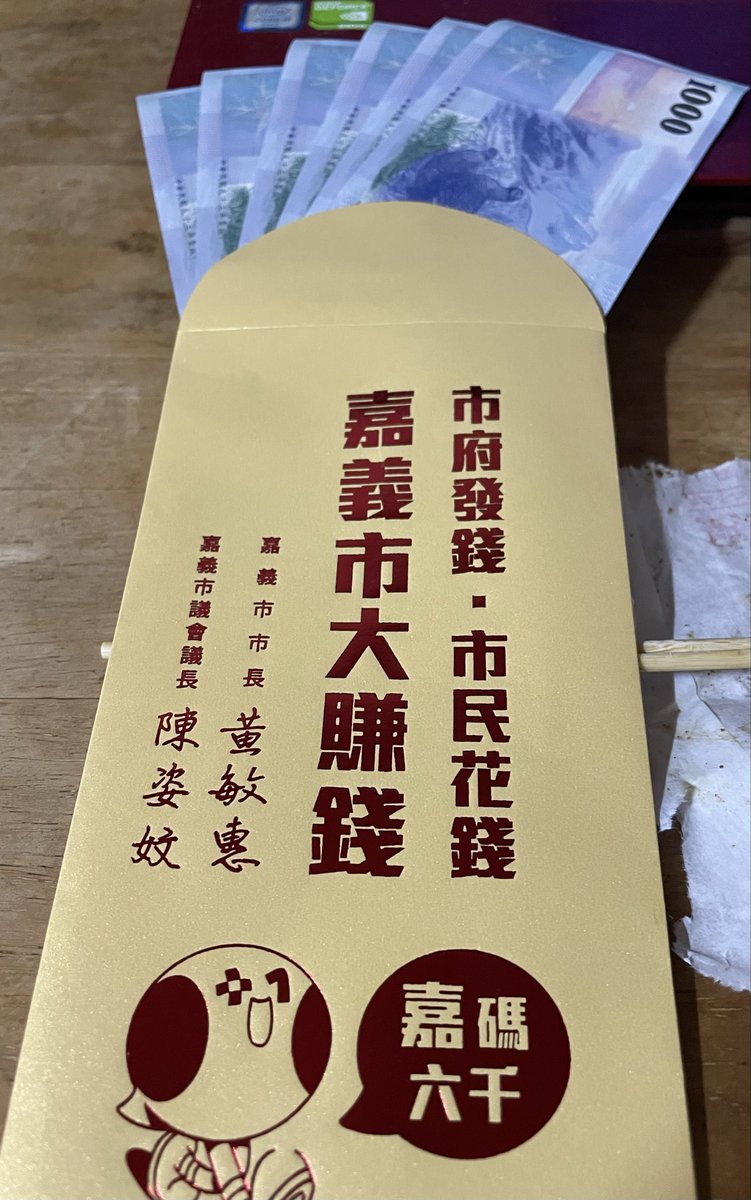 1000
市府發錢・市民花錢
嘉義市大賺錢
嘉義市市長 黃敏惠
嘉義市議會議長 陳姿妏
嘉碼
六千